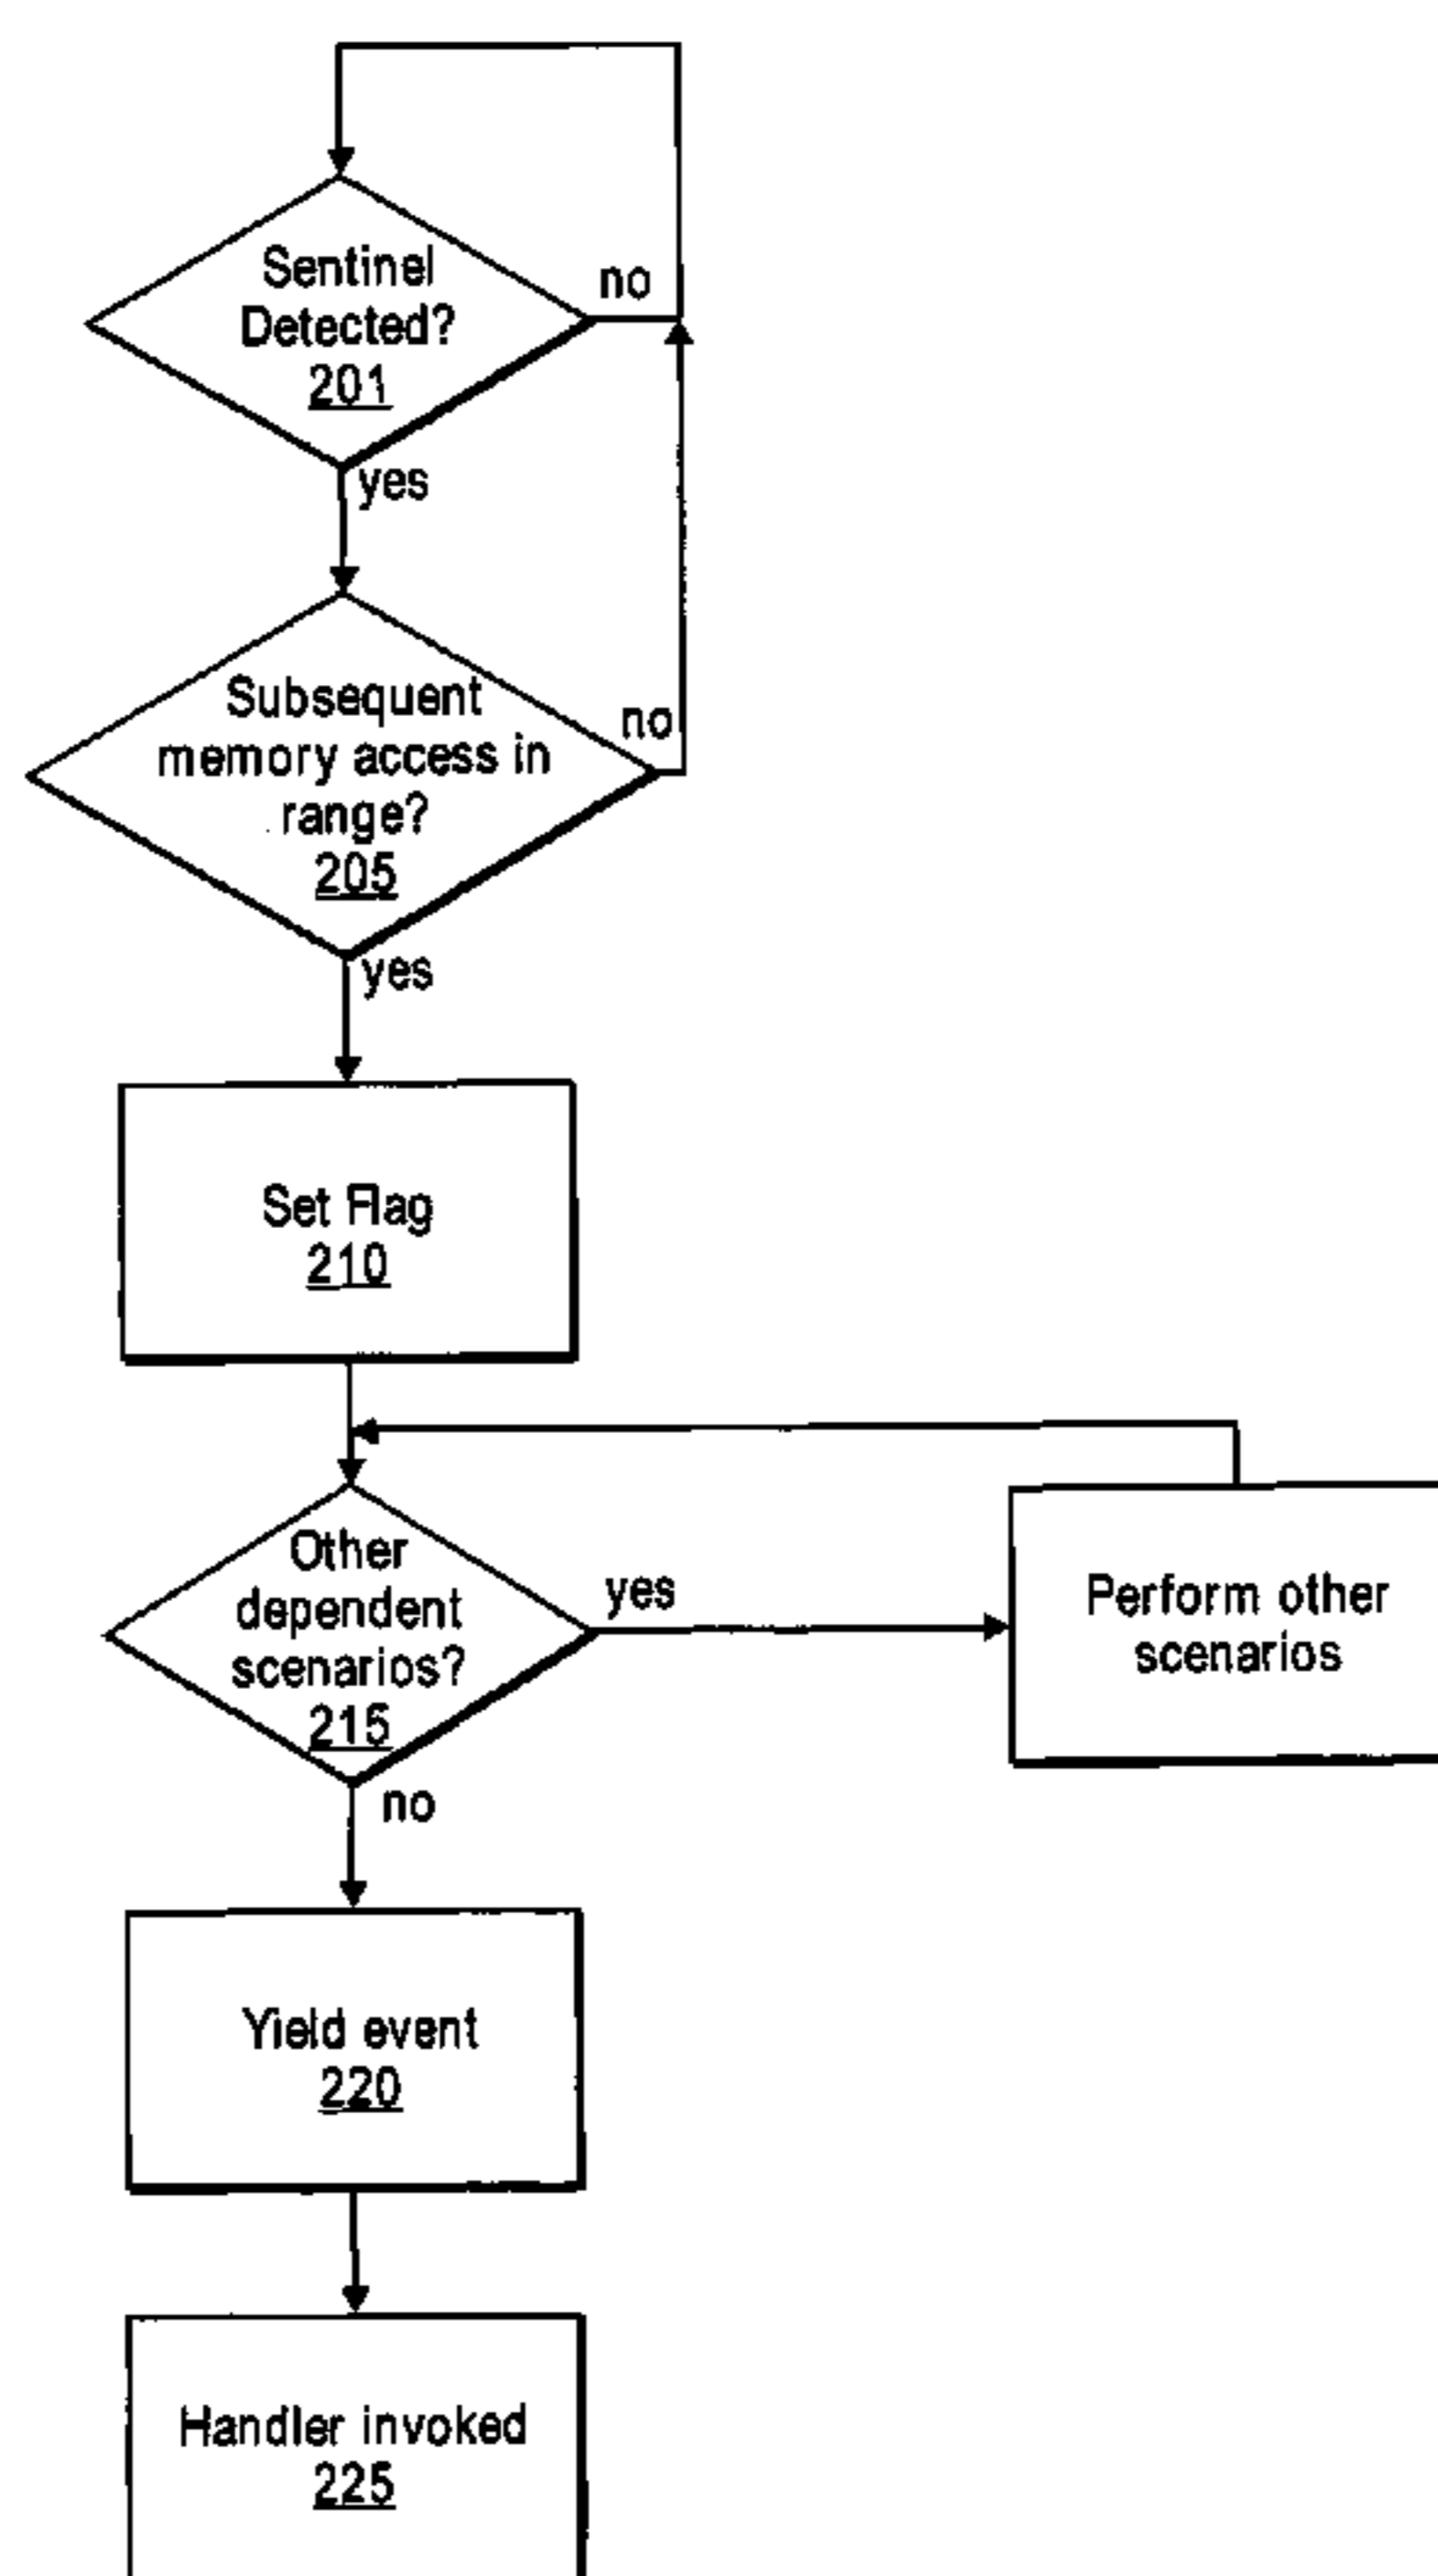 Sentinel
Detected?
201
no
yes
Subsequent
memory access in
range?
205
no
yes
Set Flag
210
Other
dependent
scenarios?
215
yes
Perform other
scenarios
no
Yield event
220
Handler invoked
225